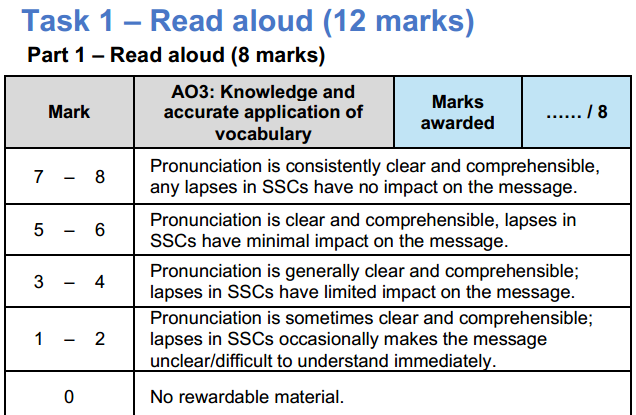 Task 1 – Read aloud (12 marks)
Part 1 – Read aloud (8 marks)
Mark
AO3: Knowledge and
accurate application of
vocabulary
Marks
awarded
…… / 8
7 – 8
Pronunciation is consistently clear and comprehensible,
any lapses in SSCs have no impact on the message.
5 – 6
Pronunciation is clear and comprehensible, lapses in
SSCs have minimal impact on the message.
3 – 4
Pronunciation is generally clear and comprehensible;
lapses in SSCs have limited impact on the message.
1 – 2
Pronunciation is sometimes clear and comprehensible;
lapses in SSCs occasionally makes the message
unclear/difficult to understand immediately.
0
No rewardable material.